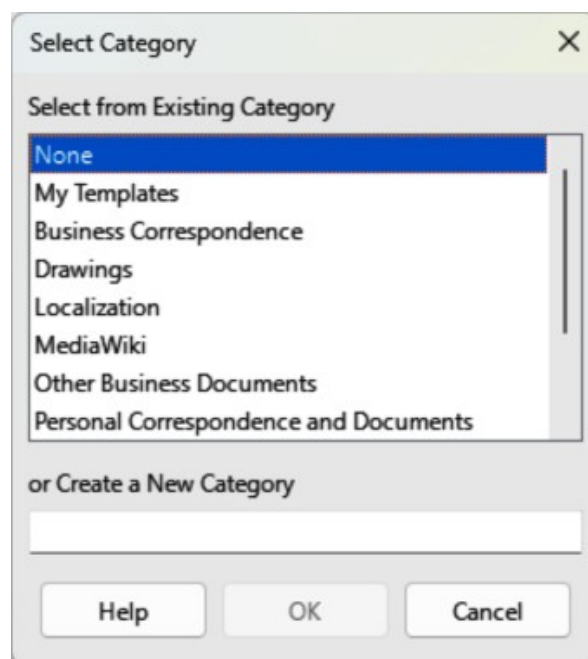 Select Category
Select from Existing Category
None
My Templates
Business Correspondence
Drawings
Localization
MediaWiki
Other Business Documents
Personal Correspondence and Documents
or Create a New Category
Help OK Cancel